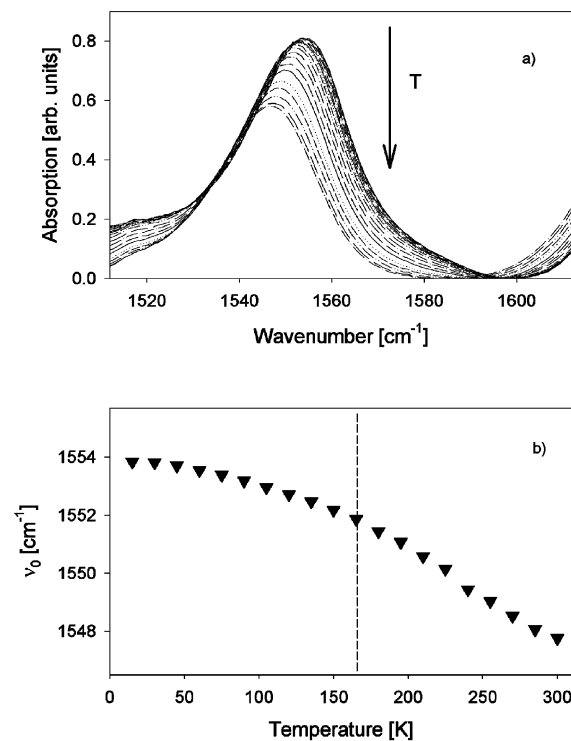 a)
T
Absorption [arb. units]
0.8
0.6
0.4
0.2
0.0
1520 1540 1560 1580 1600
Wavenumber [cm⁻¹]
b)
ν₀ [cm⁻¹]
1554
1552
1550
1548
0 50 100 150 200 250 300
Temperature [K]